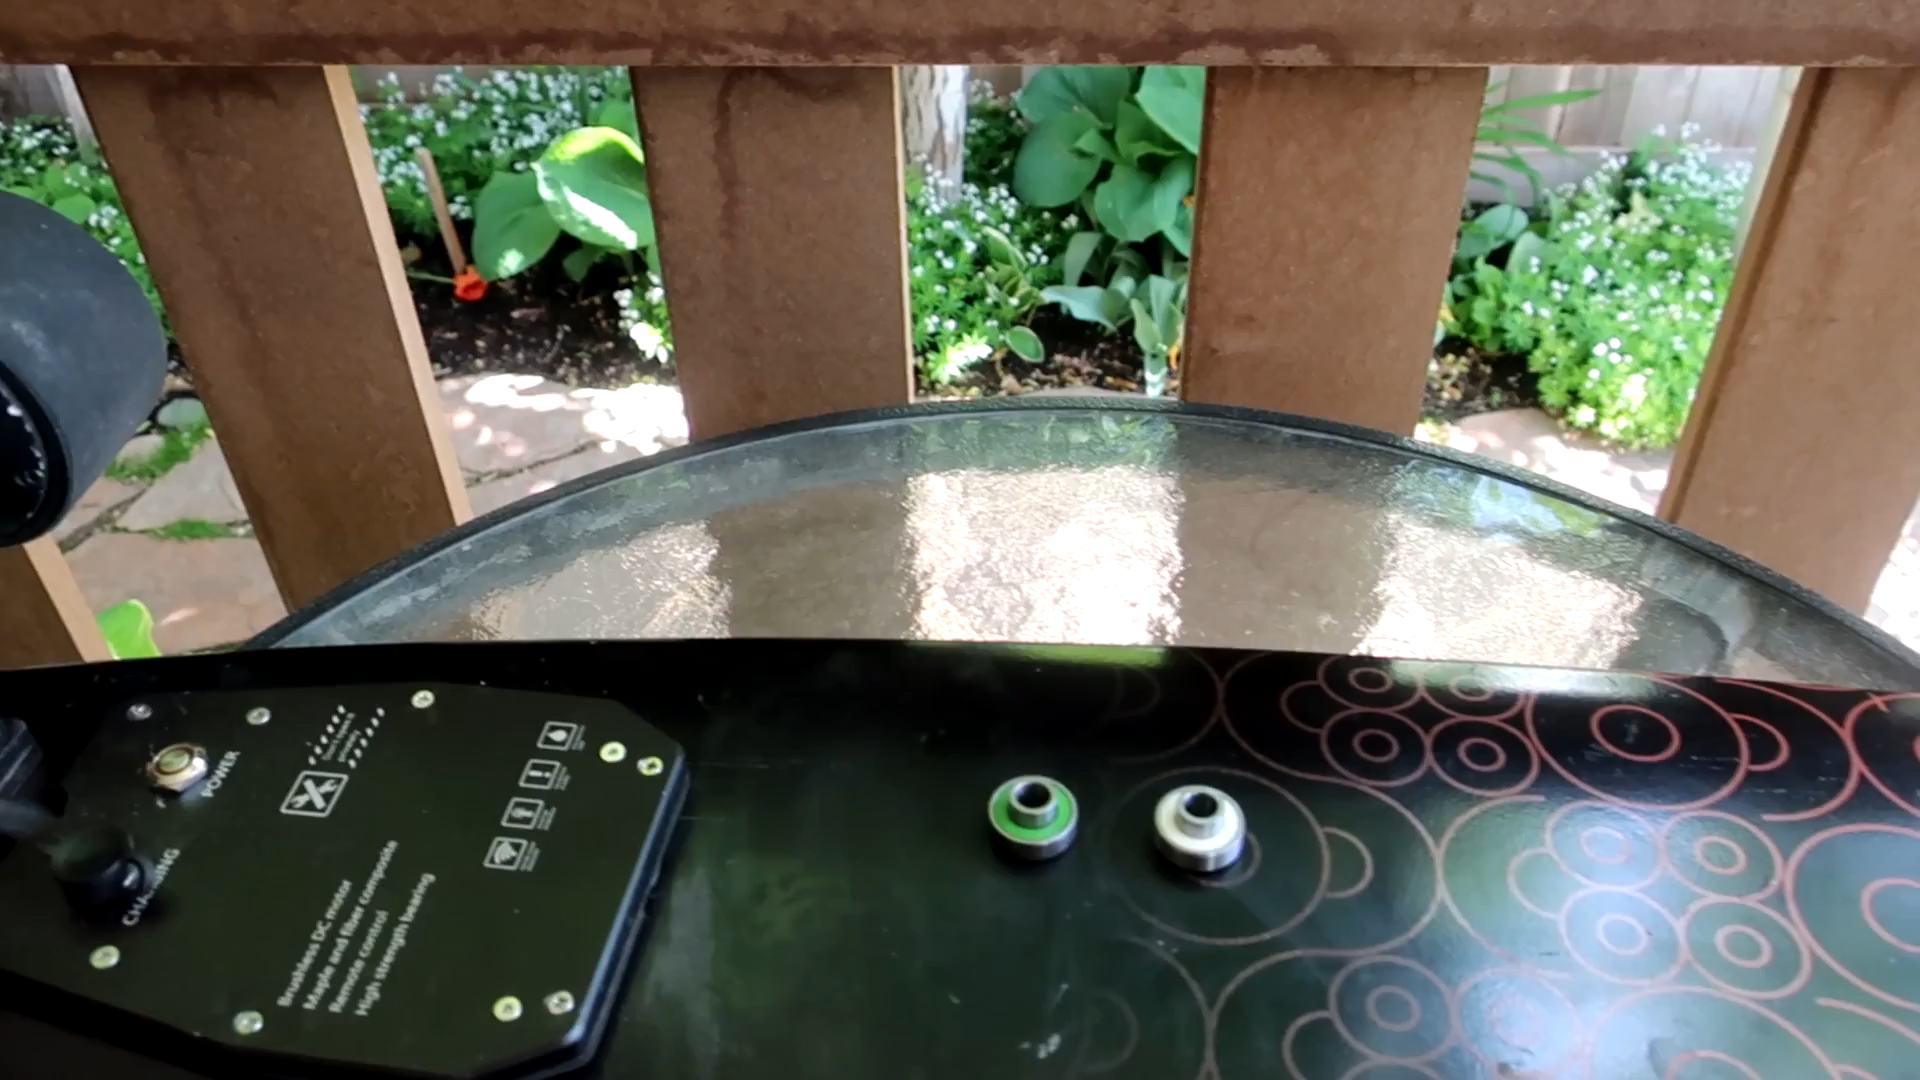 POWER
CHARGING
Brushless DC motor
Maple and fiber composite
Remote control
High strength bearing